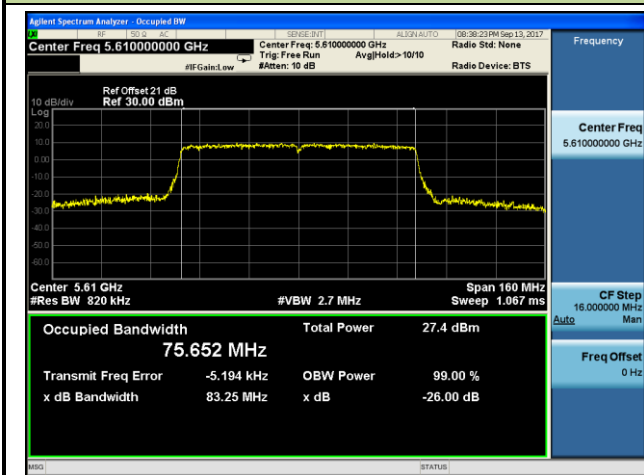 Agilent Spectrum Analyzer - Occupied BW
RF 50 Ω AC SENSE:INT ALIGN AUTO 08:38:23 PM Sep 13, 2017
Center Freq 5.610000000 GHz Center Freq: 5.610000000 GHz Radio Std: None
Trig: Free Run Avg|Hold:>10/10
#IFGain:Low #Atten: 10 dB Radio Device: BTS
Ref Offset 21 dB
10 dB/div Ref 30.00 dBm
Log
20.0
10.0
0.00
-10.0
-20.0
-30.0
-40.0
-50.0
-60.0
Center 5.61 GHz Span 160 MHz
#Res BW 820 kHz #VBW 2.7 MHz Sweep 1.067 ms
Occupied Bandwidth Total Power 27.4 dBm
75.652 MHz
Transmit Freq Error -5.194 kHz OBW Power 99.00 %
x dB Bandwidth 83.25 MHz x dB -26.00 dB
MSG STATUS
Frequency
Center Freq
5.610000000 GHz
CF Step
16.000000 MHz
Auto Man
Freq Offset
0 Hz